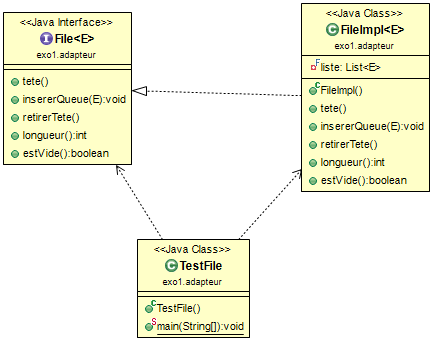 <<Java Interface>>
I File<E>
exo1.adapteur
tete()
insererQueue(E):void
retirerTete()
longueur():int
estVide():boolean
<<Java Class>>
C FileImpl<E>
exo1.adapteur
F liste: List<E>
C FileImpl()
tete()
insererQueue(E):void
retirerTete()
longueur():int
estVide():boolean
<<Java Class>>
C TestFile
exo1.adapteur
C TestFile()
S main(String[]):void